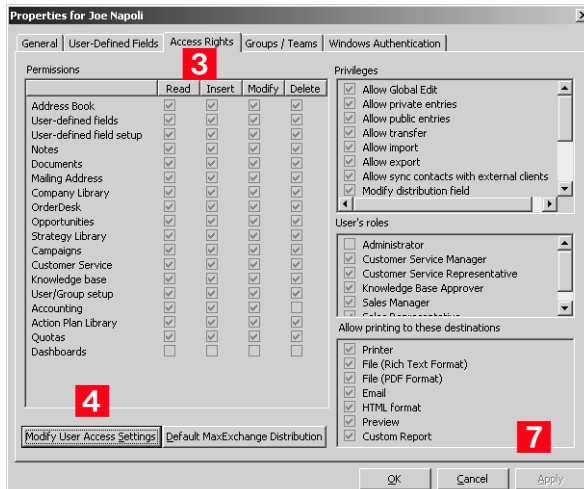 Properties for Joe Napoli
General User-Defined Fields Access Rights Groups / Teams Windows Authentication
3
Permissions
Read Insert Modify Delete
Address Book
User-defined fields
User-defined field setup
Notes
Documents
Mailing Address
Company Library
OrderDesk
Opportunities
Strategy Library
Campaigns
Customer Service
Knowledge base
User/Group setup
Accounting
Action Plan Library
Quotas
Dashboards
4
Modify User Access Settings Default MaxExchange Distribution
Privileges
Allow Global Edit
Allow private entries
Allow public entries
Allow transfer
Allow import
Allow export
Allow sync contacts with external clients
Modify distribution field
User's roles
Administrator
Customer Service Manager
Customer Service Representative
Knowledge Base Approver
Sales Manager
Sales Representative
Allow printing to these destinations
Printer
File (Rich Text Format)
File (PDF Format)
Email
HTML format
Preview
Custom Report
7
OK Cancel Apply